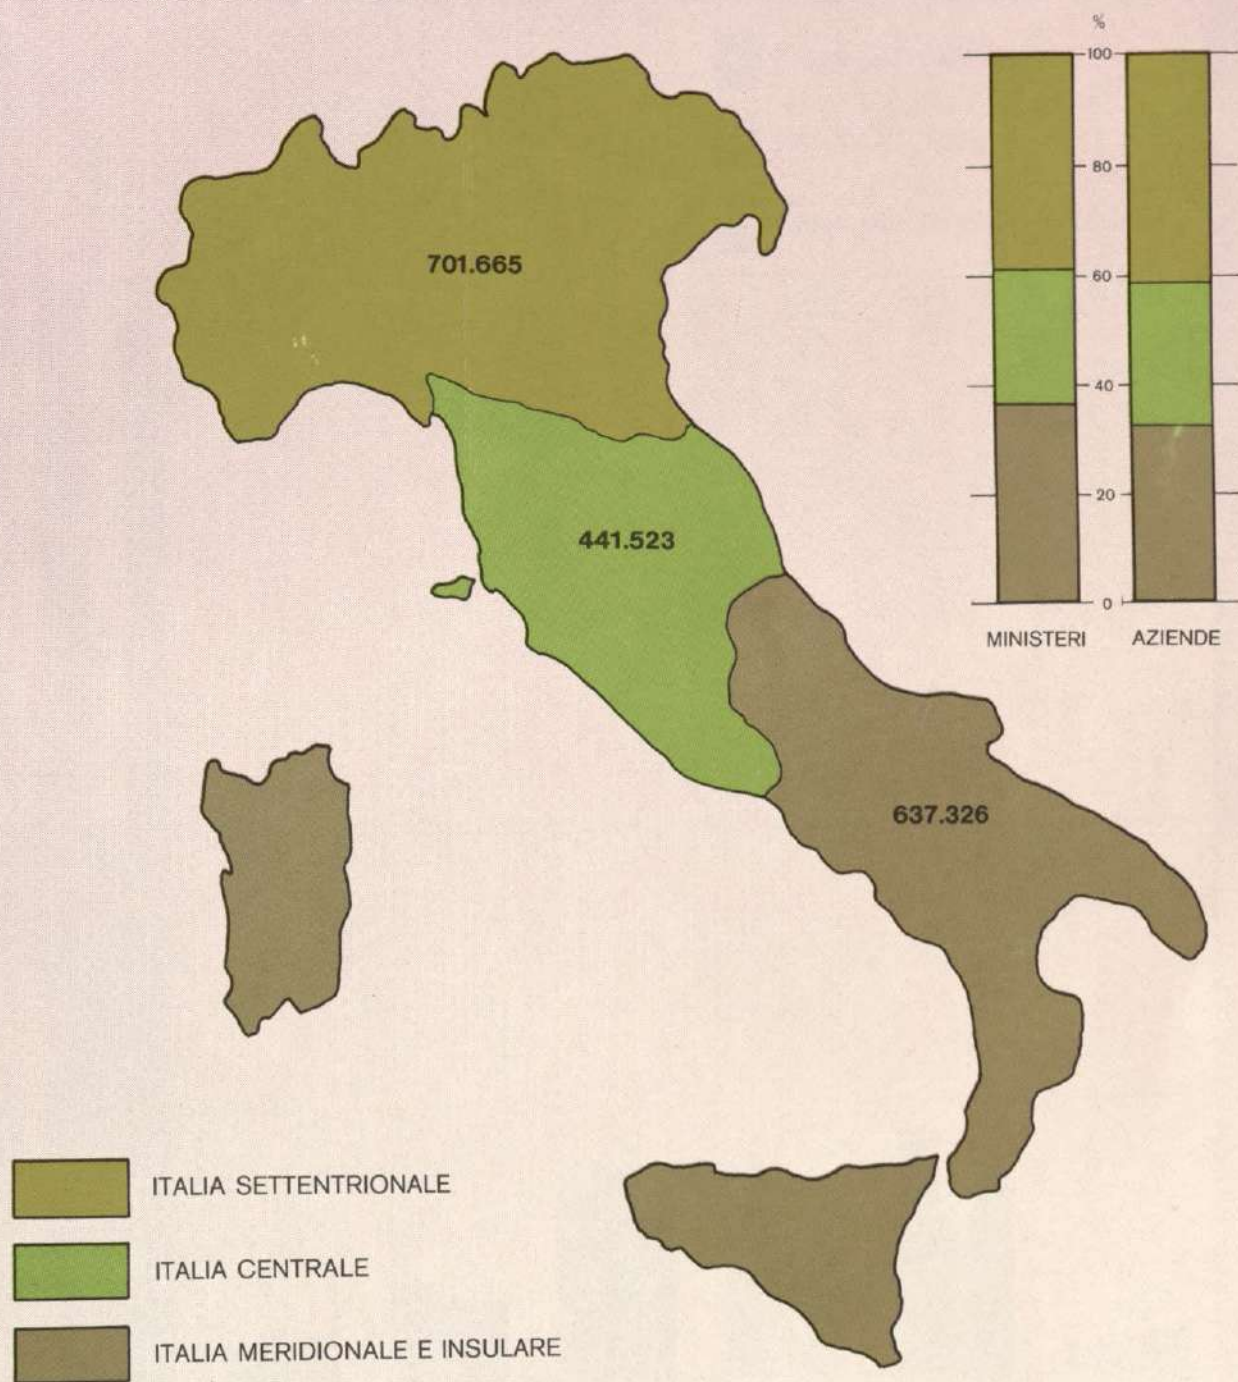 %
100
80
60
40
20
0
MINISTERI AZIENDE
701.665
441.523
637.326
ITALIA SETTENTRIONALE
ITALIA CENTRALE
ITALIA MERIDIONALE E INSULARE